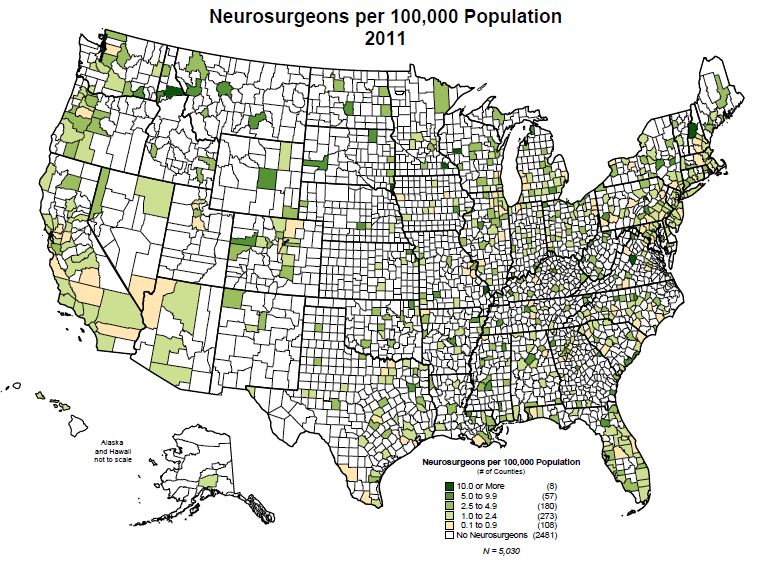 Neurosurgeons per 100,000 Population
2011
Alaska
and Hawaii
not to scale
Neurosurgeons per 100,000 Population
(# of Counties)
10.0 or More (8)
5.0 to 9.9 (57)
2.5 to 4.9 (180)
1.0 to 2.4 (273)
0.1 to 0.9 (108)
No Neurosurgeons (2481)
N = 5,030